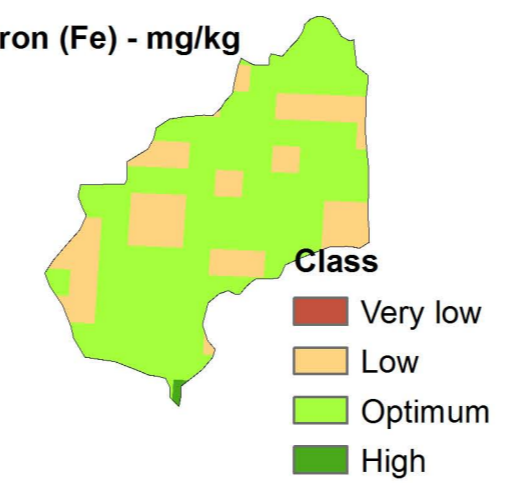 ron (Fe) - mg/kg
Class
Very low
Low
Optimum
High